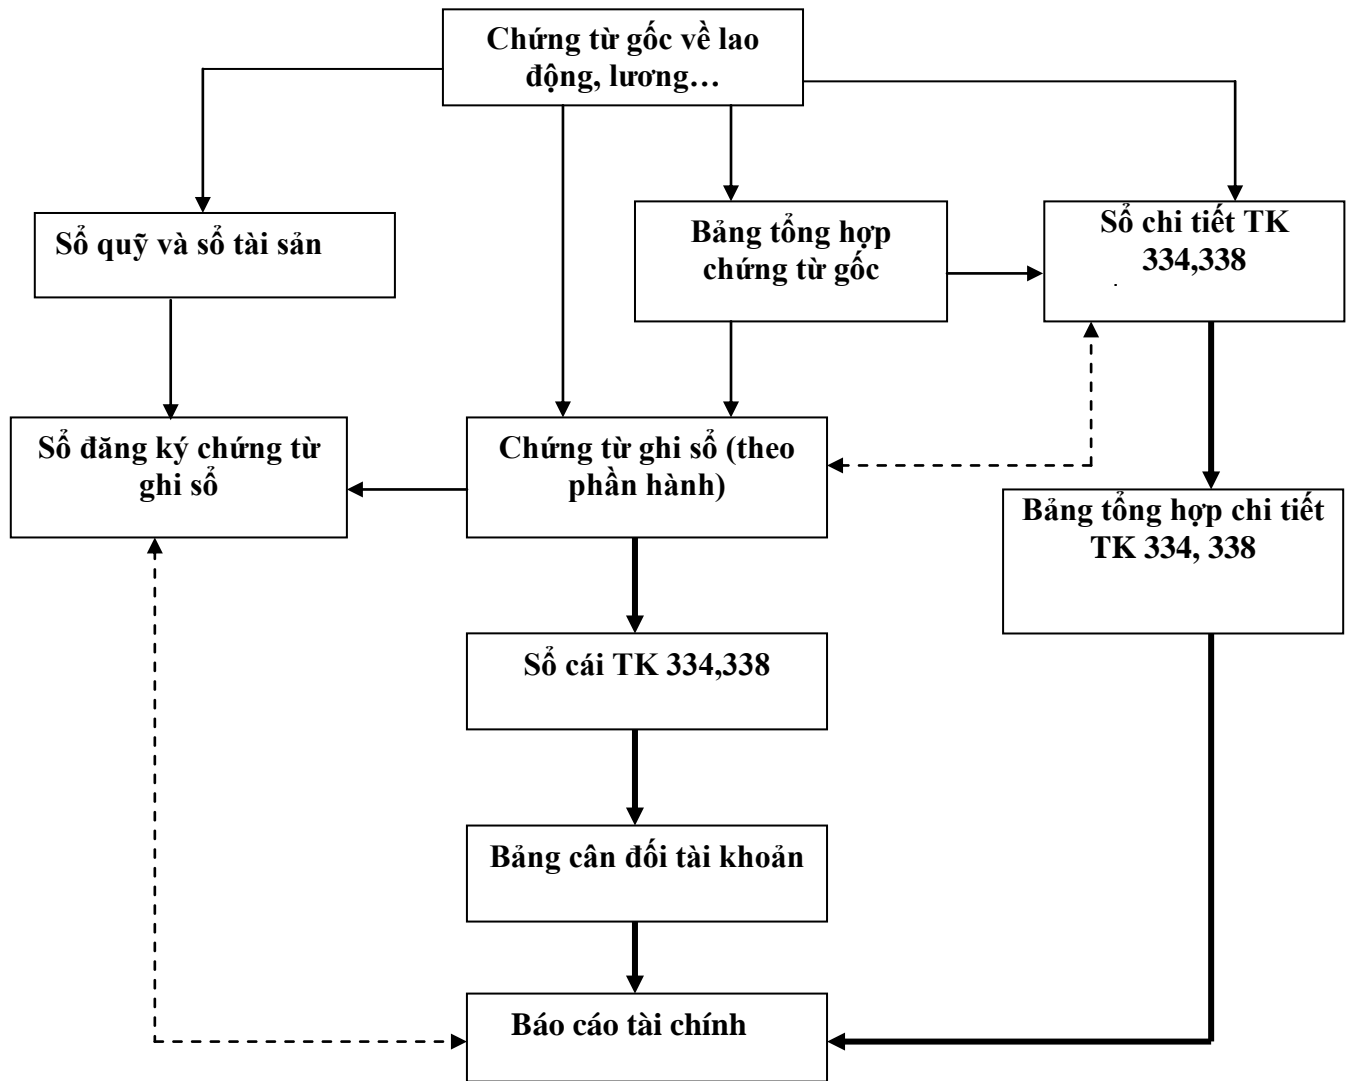 Chứng từ gốc về lao
động, lương…
Sổ quỹ và sổ tài sản
Bảng tổng hợp
chứng từ gốc
Sổ chi tiết TK
334,338
Sổ đăng ký chứng từ
ghi sổ
Chứng từ ghi sổ (theo
phần hành)
Bảng tổng hợp chi tiết
TK 334, 338
Sổ cái TK 334,338
Bảng cân đối tài khoản
Báo cáo tài chính